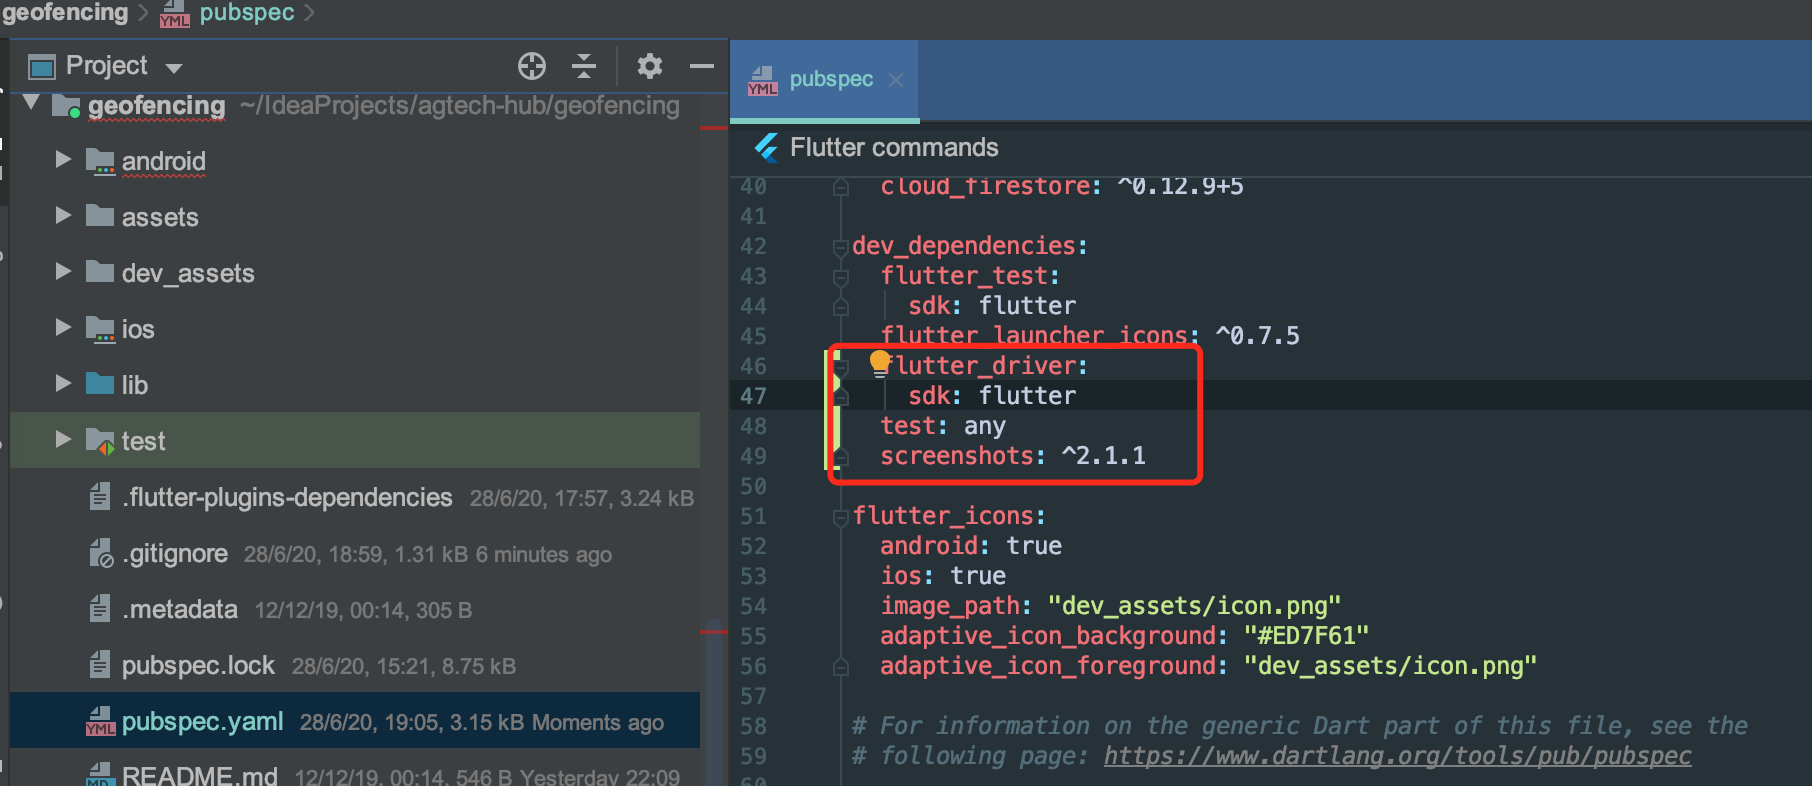 geofencing
pubspec
Project
geofencing ~/IdeaProjects/agtech-hub/geofencing
android
assets
dev_assets
ios
lib
test
.flutter-plugins-dependencies 28/6/20, 17:57, 3.24 kB
.gitignore 28/6/20, 18:59, 1.31 kB 6 minutes ago
.metadata 12/12/19, 00:14, 305 B
pubspec.lock 28/6/20, 15:21, 8.75 kB
YML pubspec.yaml 28/6/20, 19:05, 3.15 kB Moments ago
MD README.md 12/12/19, 00:14, 546 B Yesterday 22:09
YML pubspec
Flutter commands
40 cloud_firestore: ^0.12.9+5
41
42 dev_dependencies:
43 flutter_test:
44 sdk: flutter
45 flutter_launcher_icons: ^0.7.5
46 flutter_driver:
47 sdk: flutter
48 test: any
49 screenshots: ^2.1.1
50
51 flutter_icons:
52 android: true
53 ios: true
54 image_path: "dev_assets/icon.png"
55 adaptive_icon_background: "#ED7F61"
56 adaptive_icon_foreground: "dev_assets/icon.png"
57
58 # For information on the generic Dart part of this file, see the
59 # following page: https://www.dartlang.org/tools/pub/pubspec
60